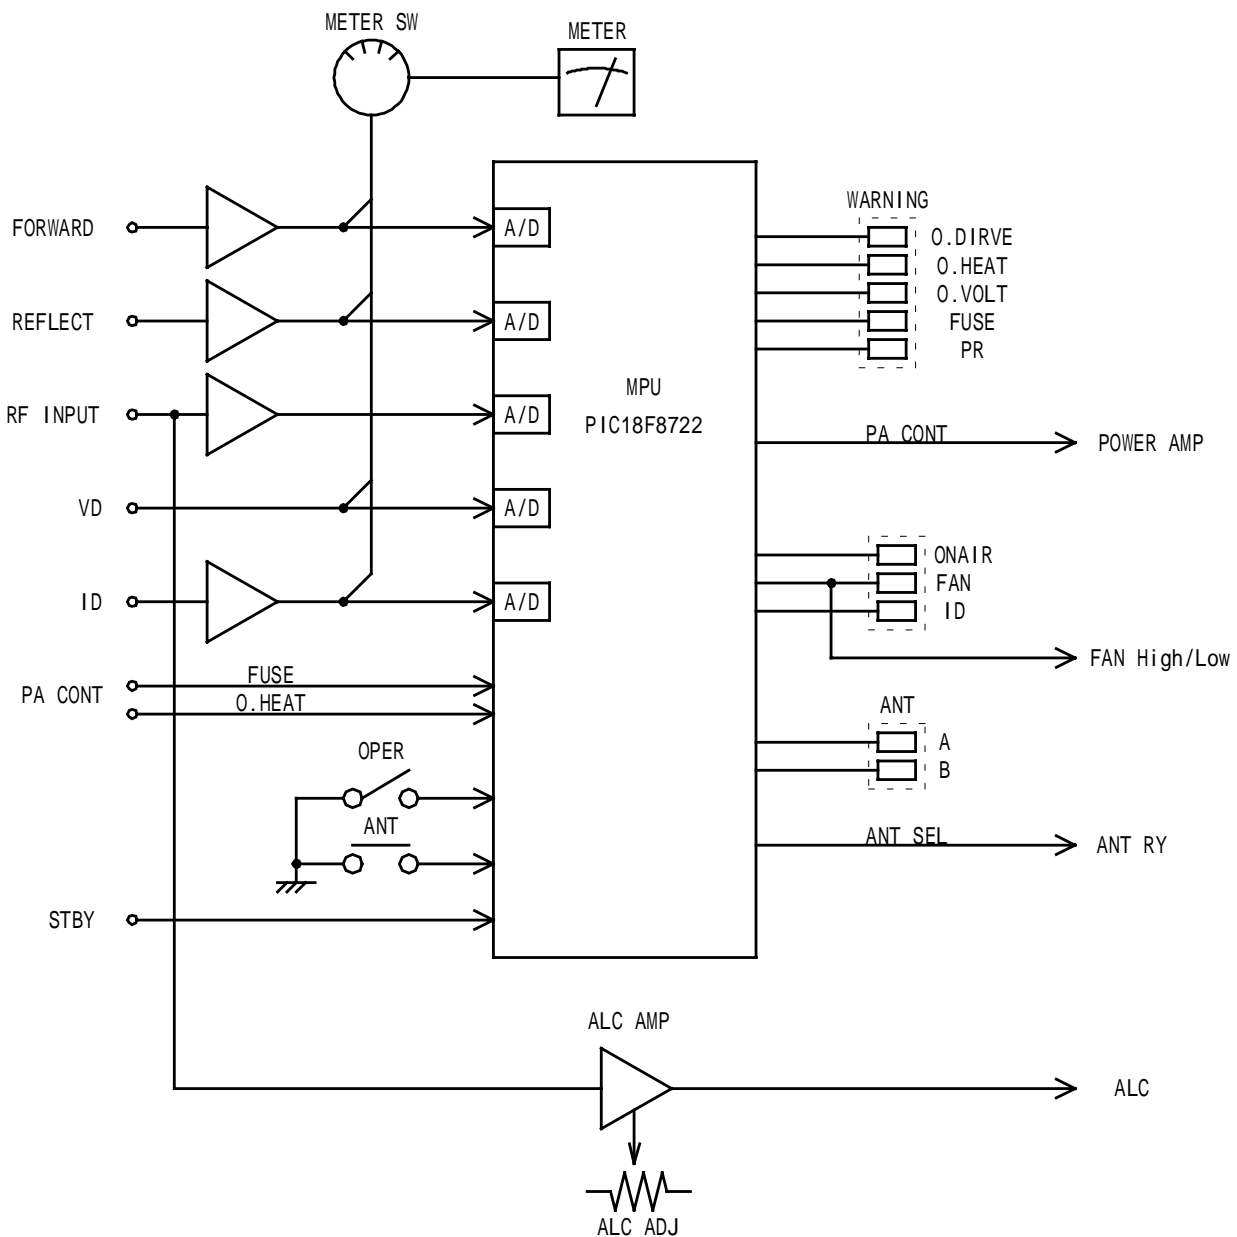 METER SW
METER
WARNING
FORWARD
A/D
O.DIRVE
O.HEAT
O.VOLT
REFLECT
A/D
FUSE
PR
MPU
RF INPUT
A/D
PIC18F8722
PA CONT
POWER AMP
VD
A/D
ONAIR
FAN
ID
A/D
ID
FAN High/Low
PA CONT
FUSE
O.HEAT
ANT
OPER
A
B
ANT
ANT SEL
ANT RY
STBY
ALC AMP
ALC
ALC ADJ